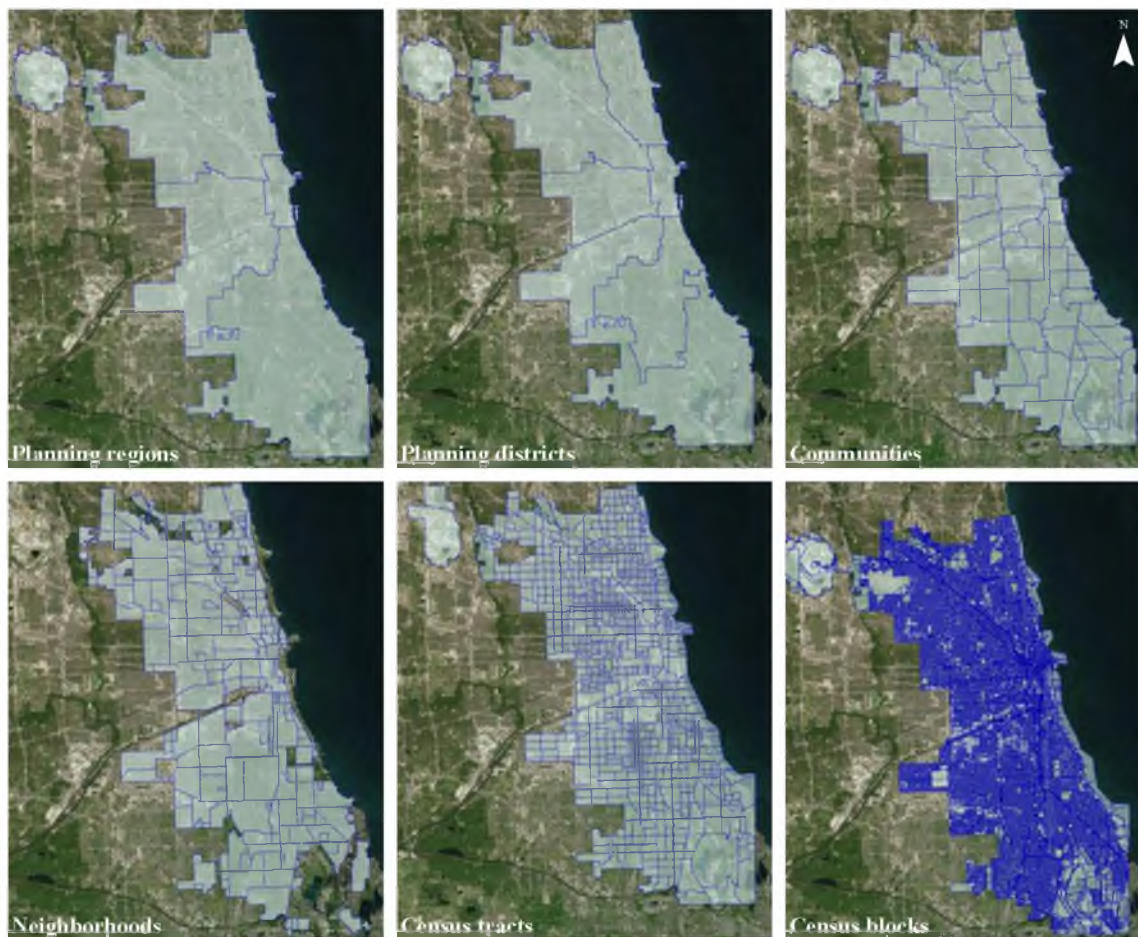 N
Planning regions
Planning districts
Communities
Neighborhoods
Census tracts
Census blocks